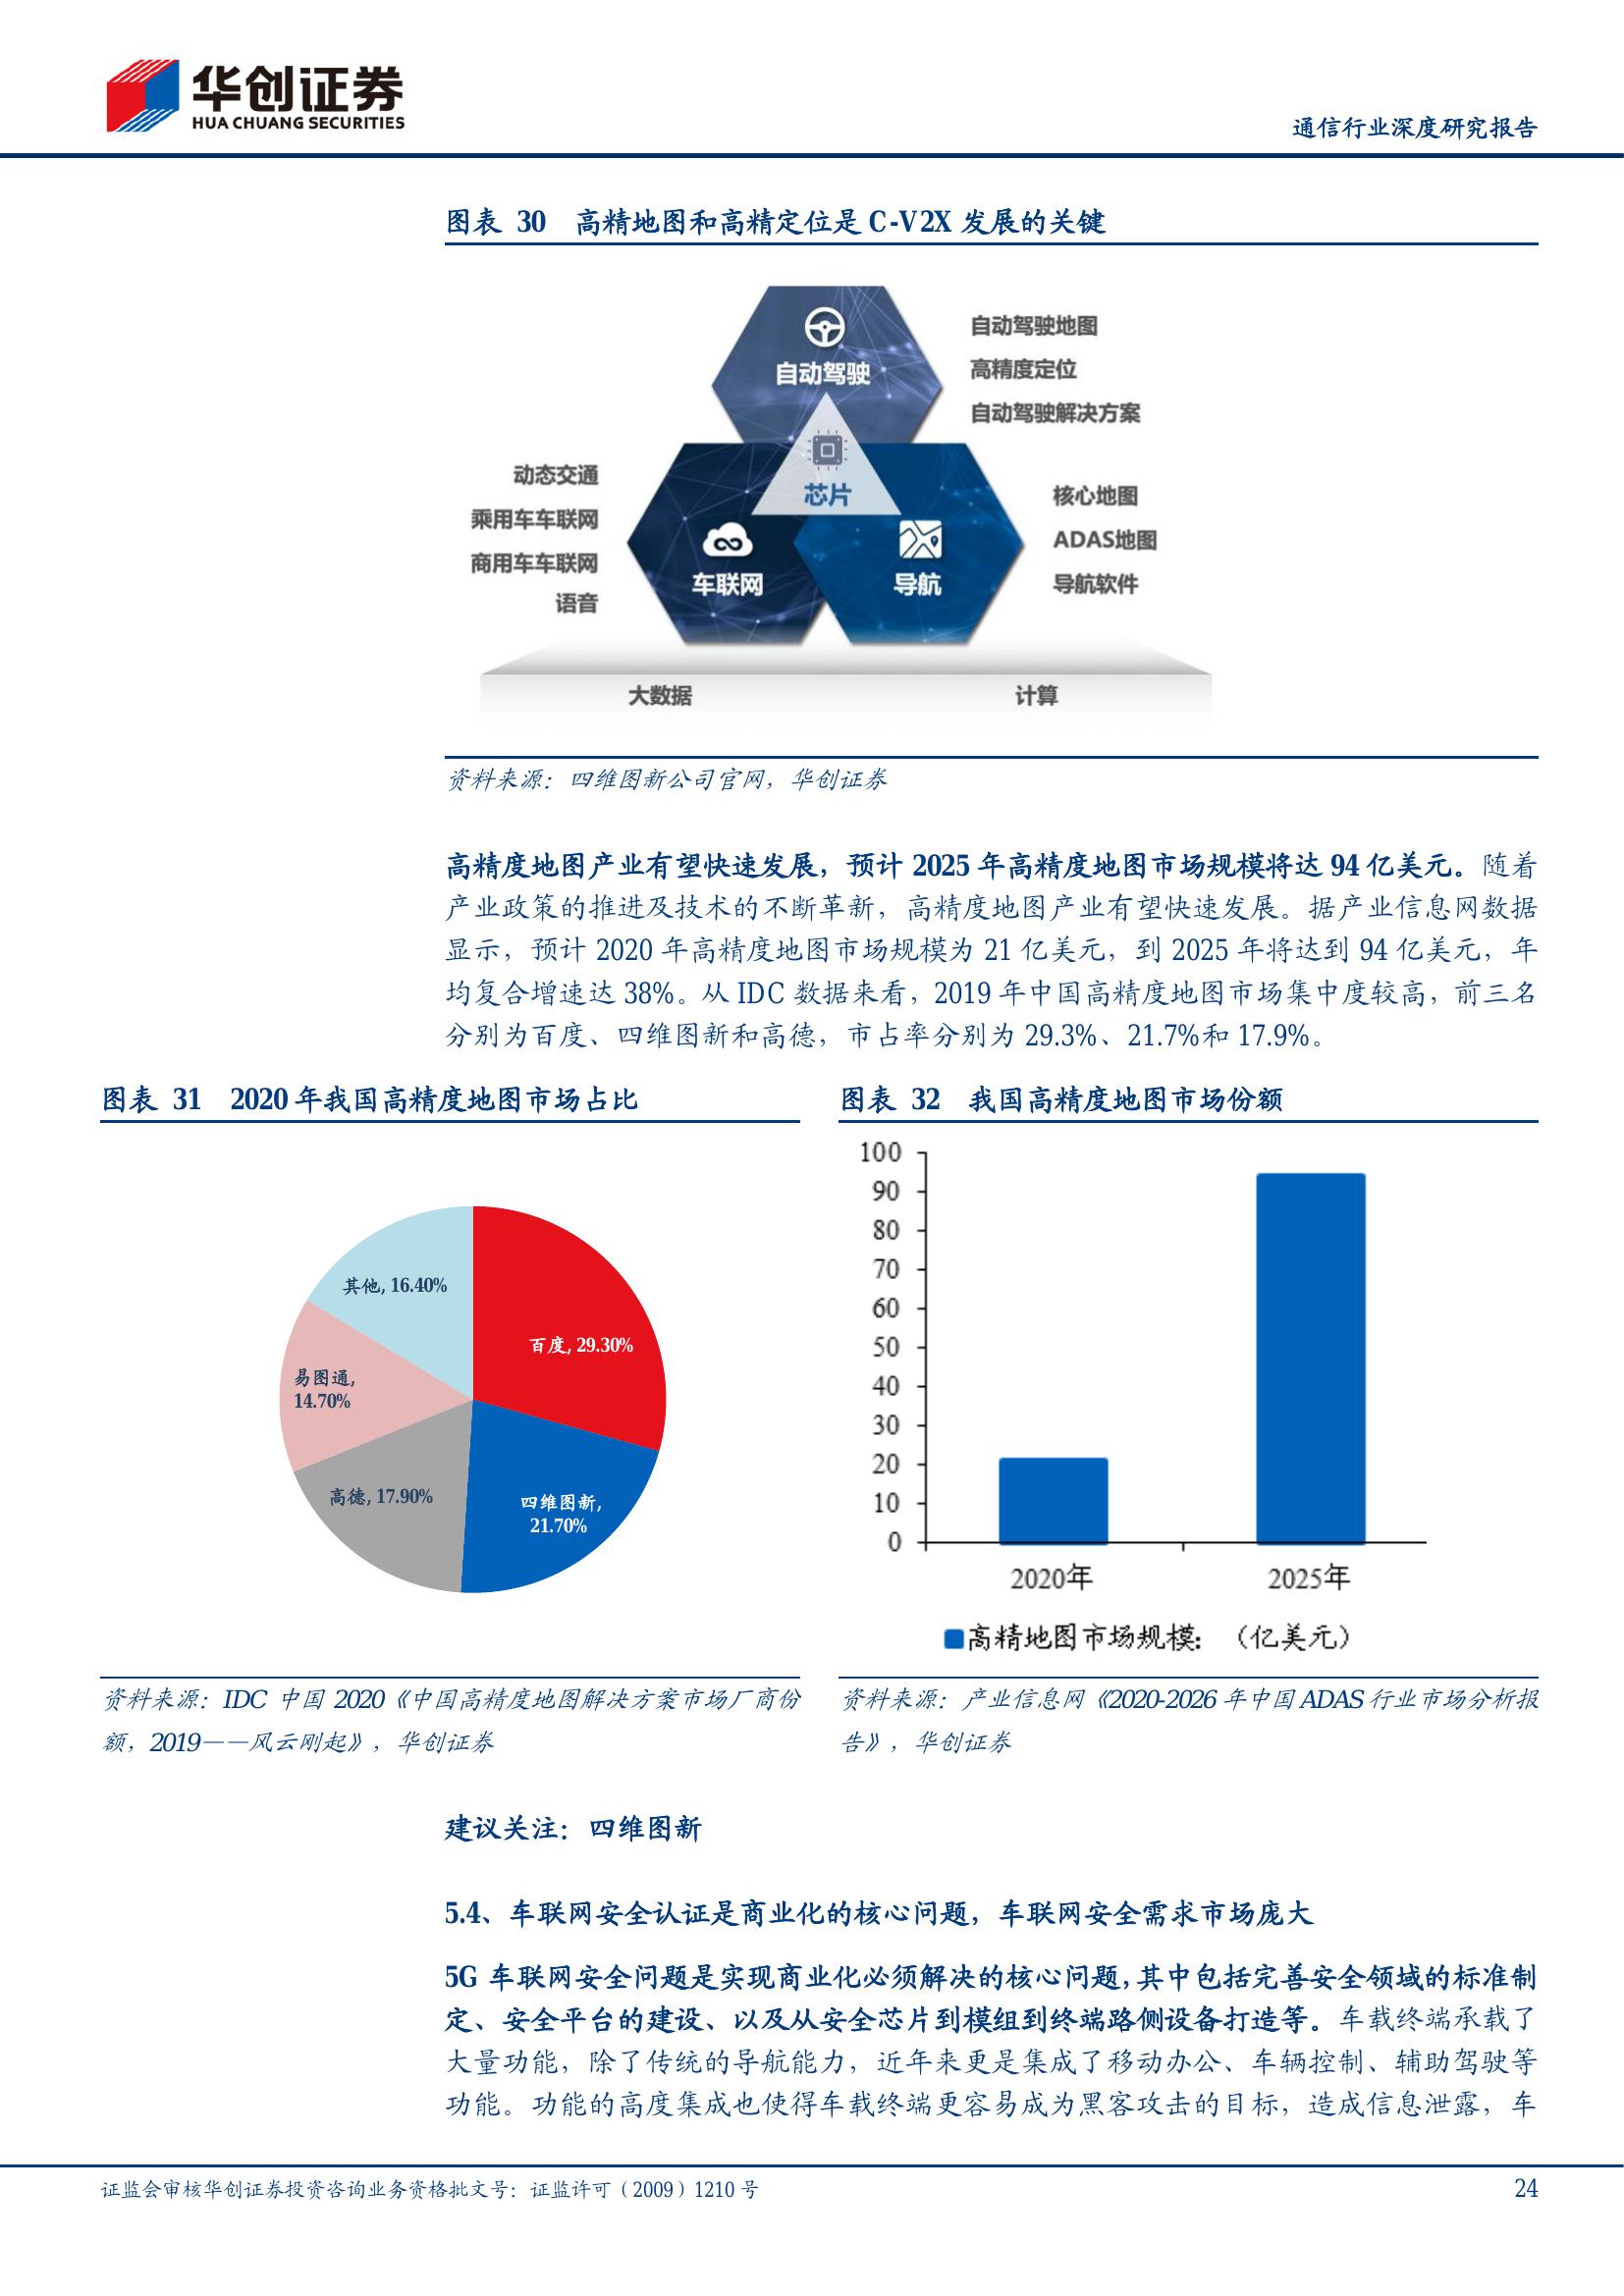 华创证券
HUA CHUANG SECURITIES
通信行业深度研究报告
图表 30 高精地图和高精定位是 C-V2X 发展的关键
自动驾驶
自动驾驶地图
高精度定位
自动驾驶解决方案
芯片
动态交通
乘用车车联网
商用车车联网
语音
车联网
导航
核心地图
ADAS地图
导航软件
大数据 计算
资料来源：四维图新公司官网，华创证券
高精度地图产业有望快速发展，预计 2025 年高精度地图市场规模将达 94 亿美元。随着
产业政策的推进及技术的不断革新，高精度地图产业有望快速发展。据产业信息网数据
显示，预计 2020 年高精度地图市场规模为 21 亿美元，到 2025 年将达到 94 亿美元，年
均复合增速达 38%。从 IDC 数据来看，2019 年中国高精度地图市场集中度较高，前三名
分别为百度、四维图新和高德，市占率分别为 29.3%、21.7%和 17.9%。
图表 31 2020 年我国高精度地图市场占比
其他, 16.40%
百度, 29.30%
易图通,
14.70%
高德, 17.90%
四维图新,
21.70%
资料来源：IDC 中国 2020《中国高精度地图解决方案市场厂商份
额，2019——风云刚起》，华创证券
图表 32 我国高精度地图市场份额
100
90
80
70
60
50
40
30
20
10
0
2020年 2025年
高精地图市场规模：（亿美元）
资料来源：产业信息网《2020-2026 年中国 ADAS 行业市场分析报
告》，华创证券
建议关注：四维图新
5.4、车联网安全认证是商业化的核心问题，车联网安全需求市场庞大
5G 车联网安全问题是实现商业化必须解决的核心问题，其中包括完善安全领域的标准制
定、安全平台的建设、以及从安全芯片到模组到终端路侧设备打造等。车载终端承载了
大量功能，除了传统的导航能力，近年来更是集成了移动办公、车辆控制、辅助驾驶等
功能。功能的高度集成也使得车载终端更容易成为黑客攻击的目标，造成信息泄露，车
证监会审核华创证券投资咨询业务资格批文号：证监许可（2009）1210 号 24